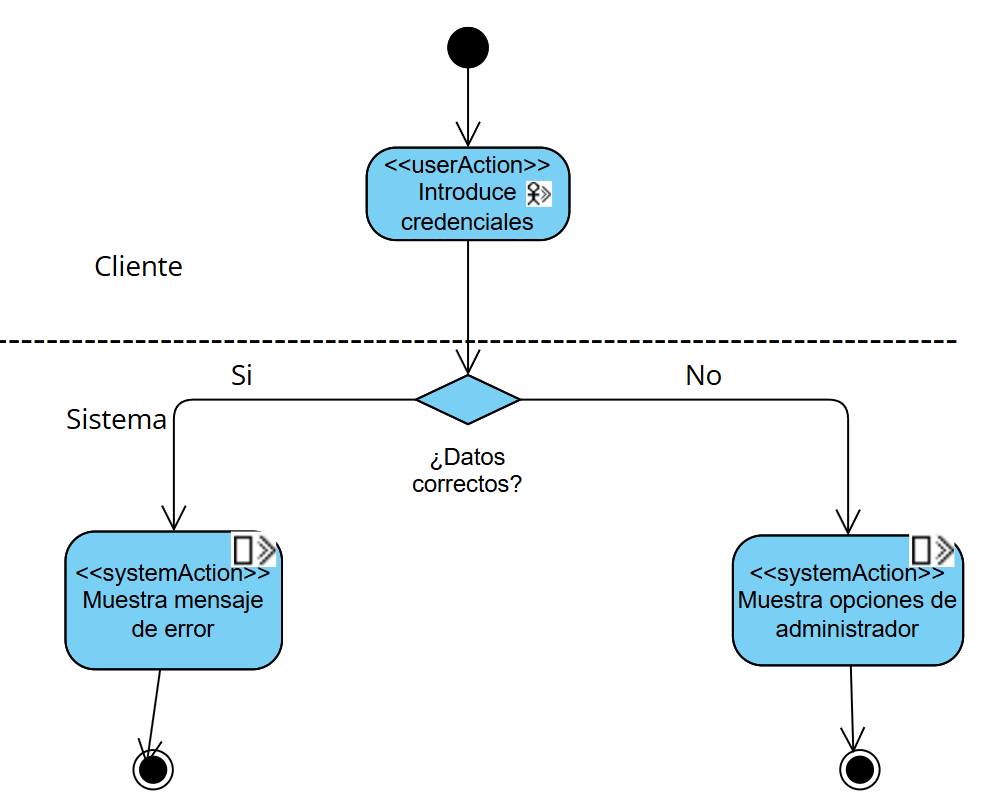 <<userAction>>
Introduce
credenciales
Cliente
Si
No
Sistema
¿Datos
correctos?
<<systemAction>>
Muestra mensaje
de error
<<systemAction>>
Muestra opciones de
administrador